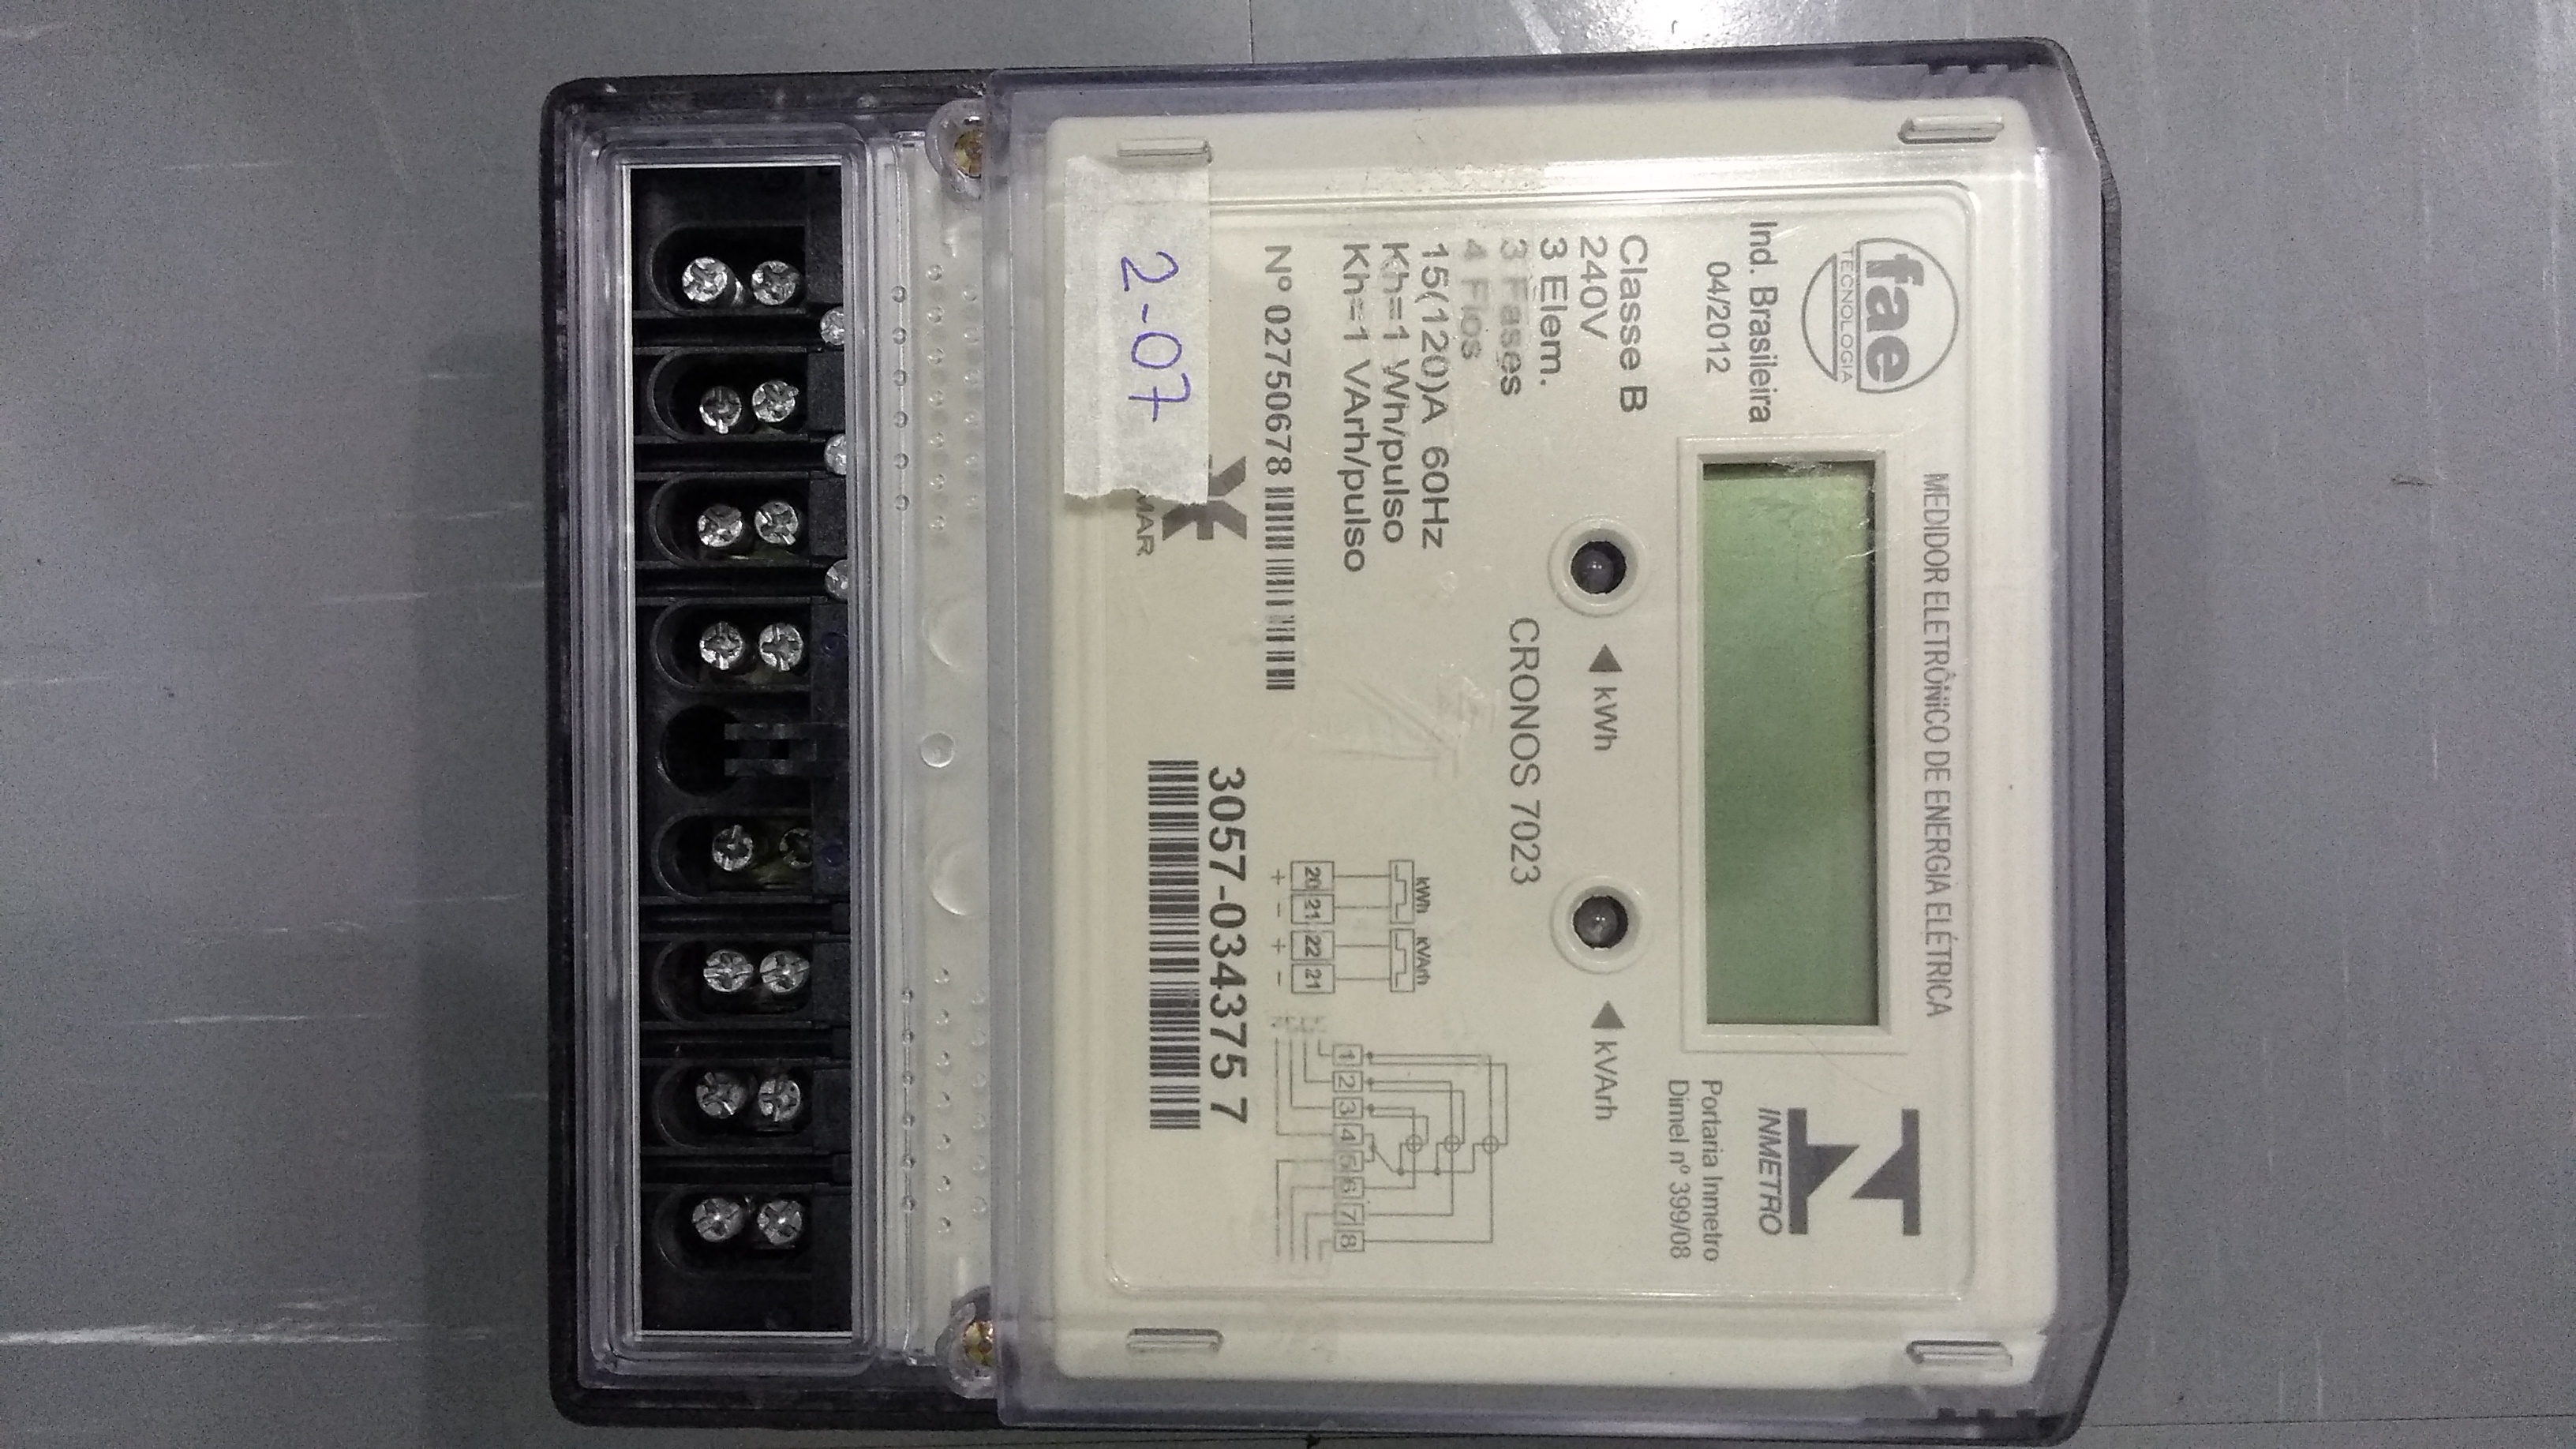 fae
TECNOLOGIA
Ind. Brasileira
04/2012
MEDIDOR ELETRÔNICO DE ENERGIA ELÉTRICA
INMETRO
Portaria Inmetro
Dimel nº 399/08
Classe B
240V
3 Elem.
3 Fases
4 Fios
15(120)A 60Hz
Kh=1 Wh/pulso
Kh=1 VArh/pulso
kWh
kVArh
CRONOS 7023
Nº 02750678
kWh kVArh
20 21 22 21
+ - + -
1 2 3 4 5 6 7 8
3057-034375 7
2-07
MAR